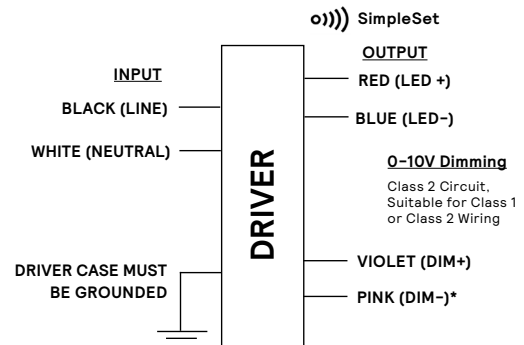 SimpleSet
INPUT
BLACK (LINE)
WHITE (NEUTRAL)
DRIVER CASE MUST
BE GROUNDED
DRIVER
OUTPUT
RED (LED +)
BLUE (LED-)
0-10V Dimming
Class 2 Circuit,
Suitable for Class 1
or Class 2 Wiring
VIOLET (DIM+)
PINK (DIM-)*